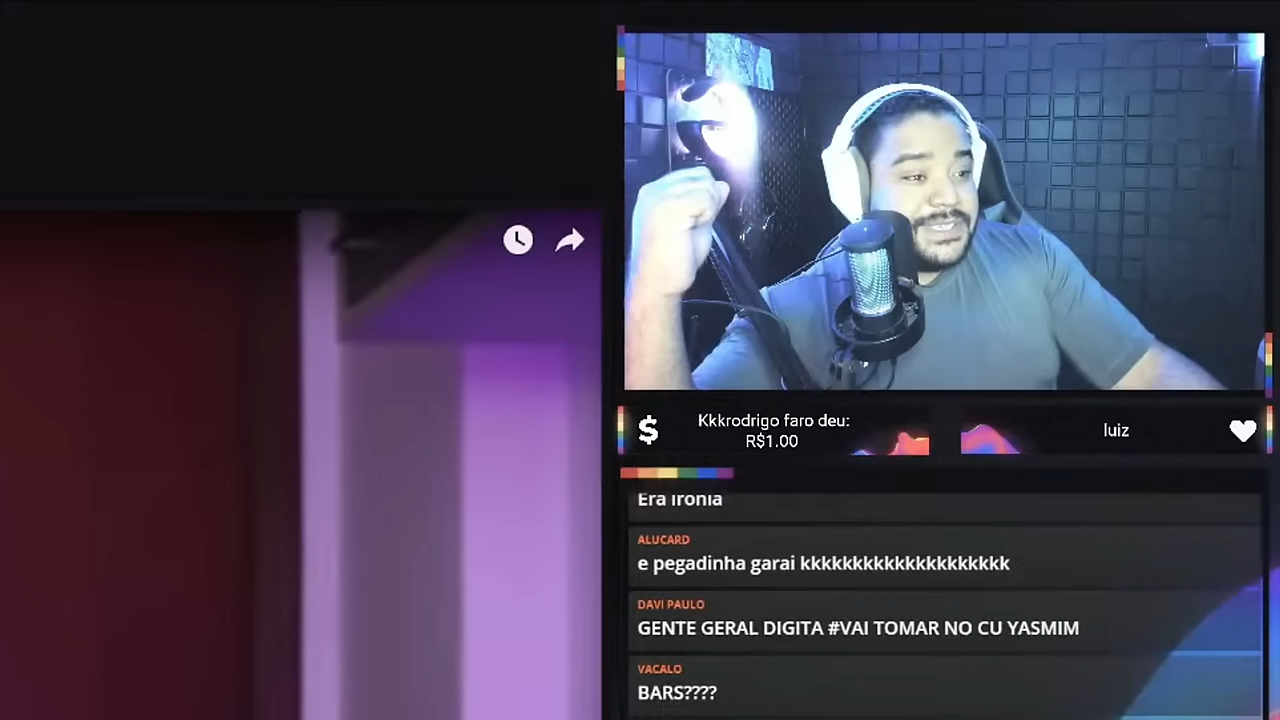 Kkkrodrigo faro deu:
R$1.00
luiz
Era ironia
ALUCARD
e pegadinha garai kkkkkkkkkkkkkkkkkkkk
DAVI PAULO
GENTE GERAL DIGITA #VAI TOMAR NO CU YASMIM
VACALO
BARS????